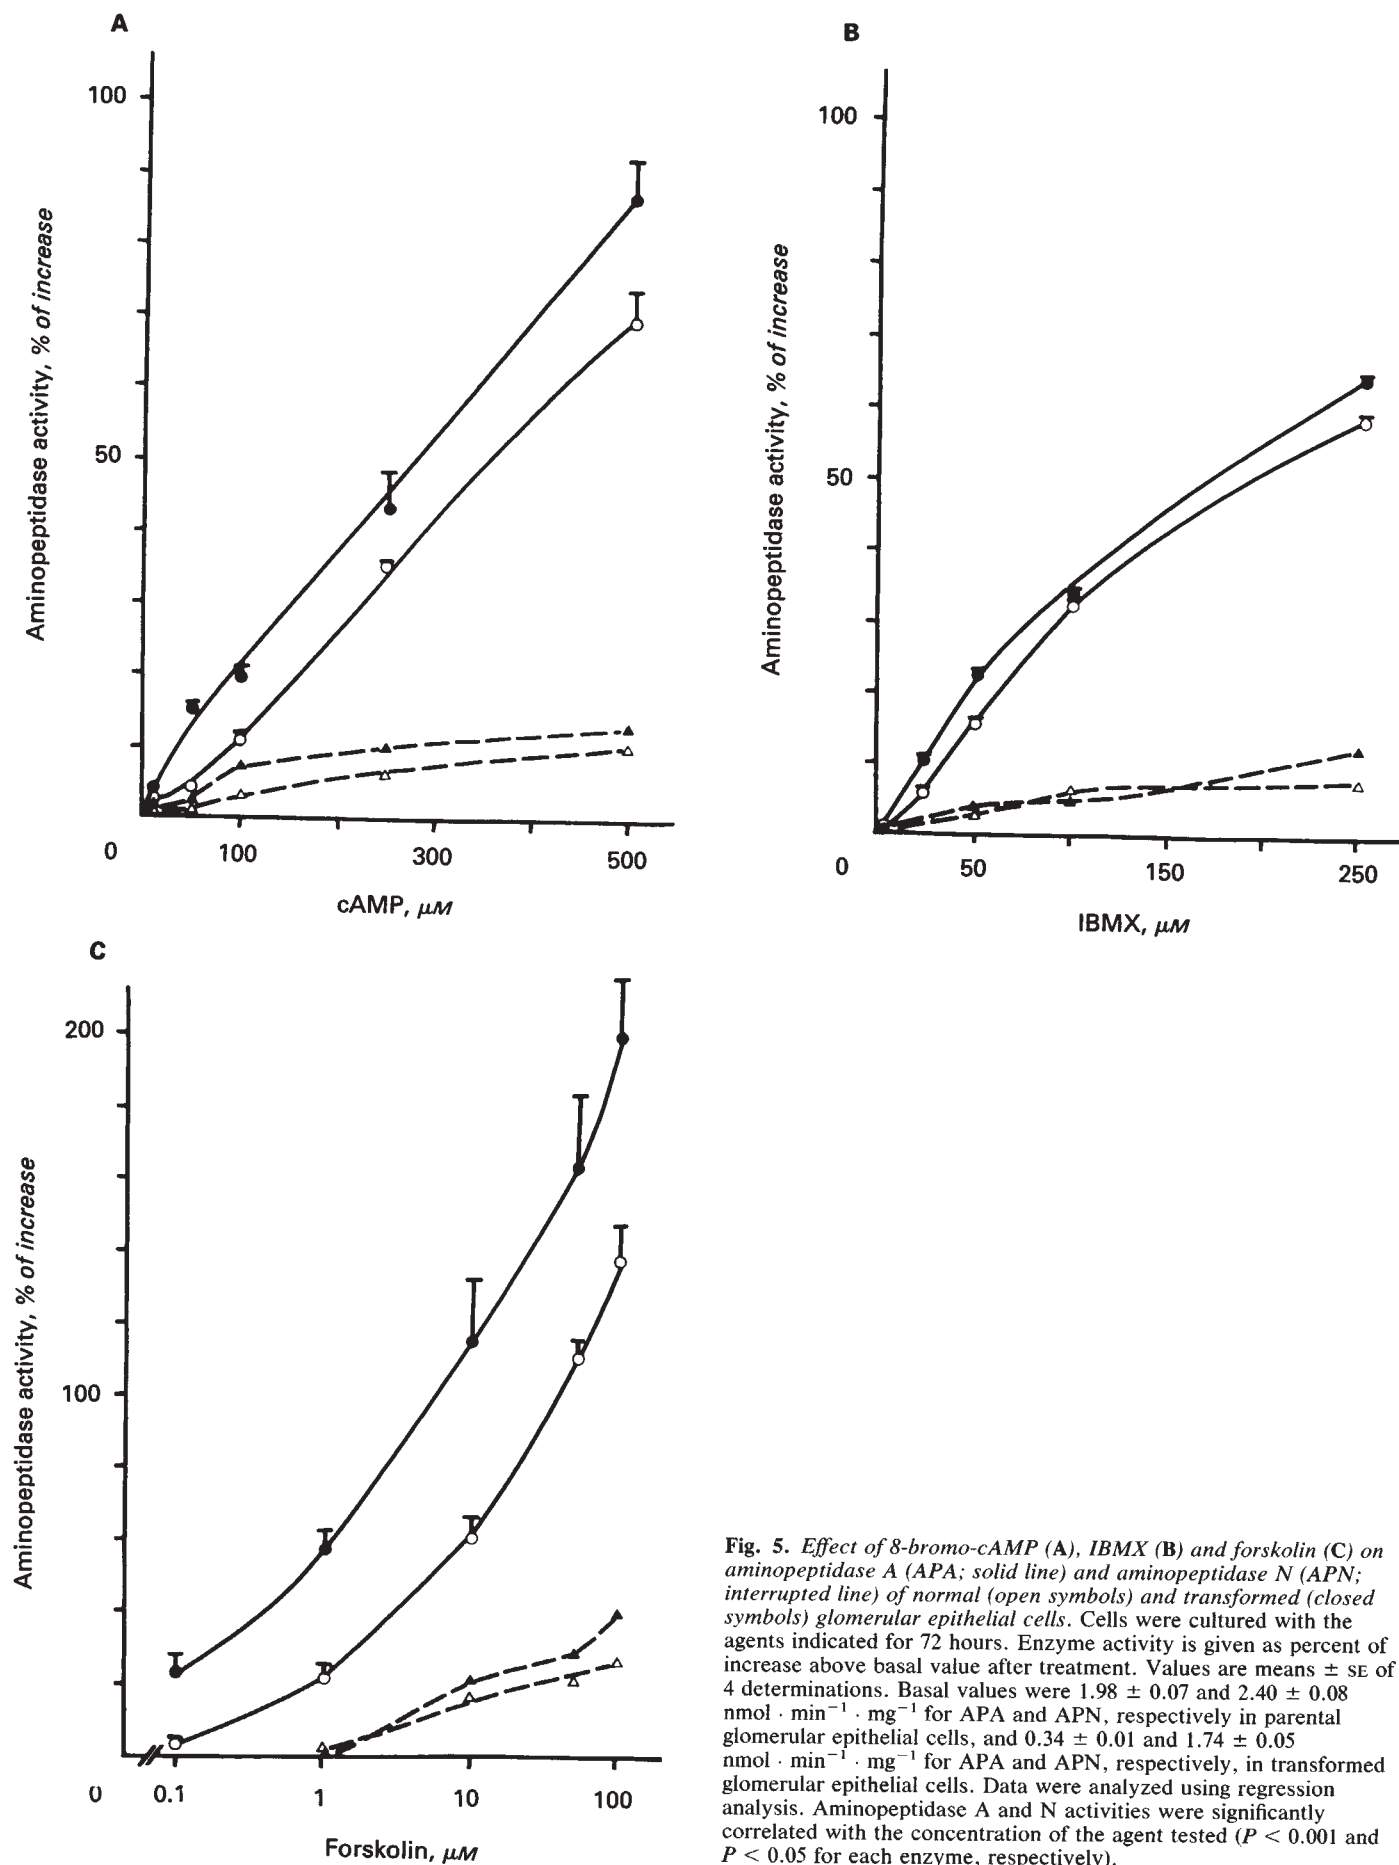 A
100
50
Aminopeptidase activity, % of increase
0
100
300
500
cAMP, μM
B
100
50
Aminopeptidase activity, % of increase
0
50
150
250
IBMX, μM
C
200
100
Aminopeptidase activity, % of increase
0
0.1
1
10
100
Forskolin, μM
Fig. 5. Effect of 8-bromo-cAMP (A), IBMX (B) and forskolin (C) on
aminopeptidase A (APA; solid line) and aminopeptidase N (APN;
interrupted line) of normal (open symbols) and transformed (closed
symbols) glomerular epithelial cells. Cells were cultured with the
agents indicated for 72 hours. Enzyme activity is given as percent of
increase above basal value after treatment. Values are means ± SE of
4 determinations. Basal values were 1.98 ± 0.07 and 2.40 ± 0.08
nmol · min⁻¹ · mg⁻¹ for APA and APN, respectively in parental
glomerular epithelial cells, and 0.34 ± 0.01 and 1.74 ± 0.05
nmol · min⁻¹ · mg⁻¹ for APA and APN, respectively, in transformed
glomerular epithelial cells. Data were analyzed using regression
analysis. Aminopeptidase A and N activities were significantly
correlated with the concentration of the agent tested (P < 0.001 and
P < 0.05 for each enzyme, respectively).